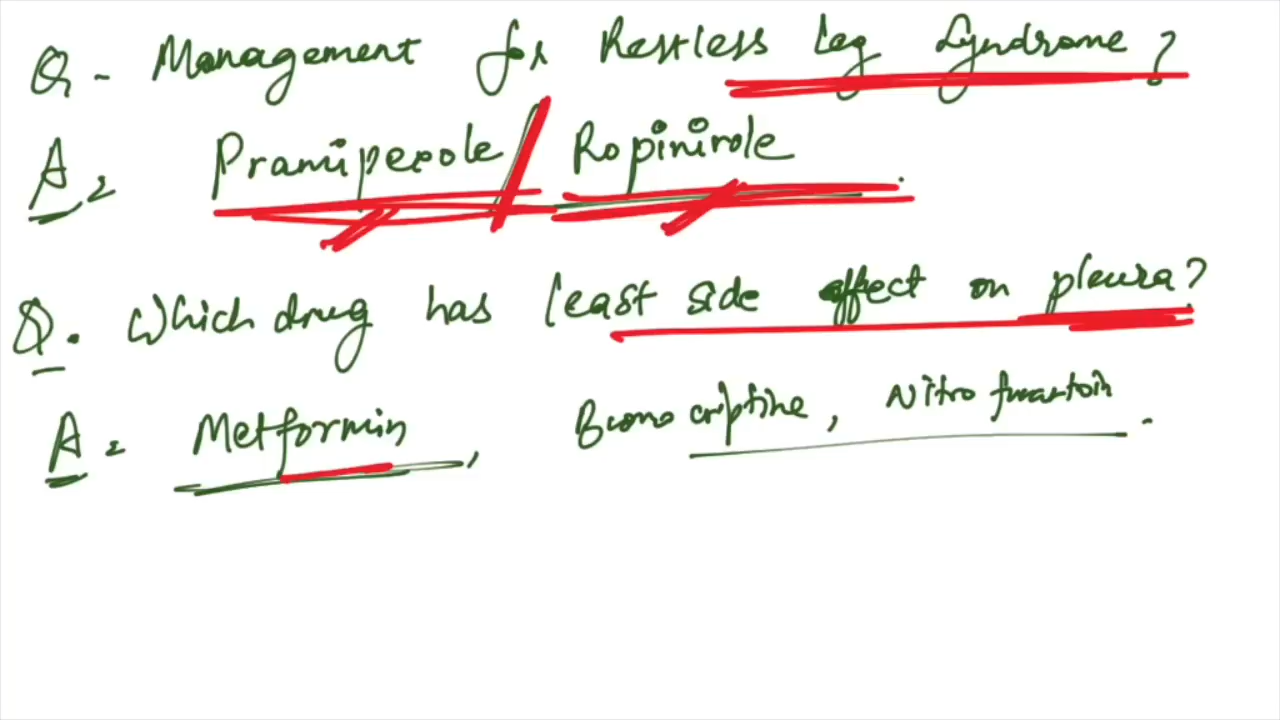 Q - Management for Restless Leg Syndrome?
A = Pramipexole / Ropinirole.
Q. Which drug has least side effect on pleura?
A = Metformin, Bromocriptine, Nitrofurantoin.